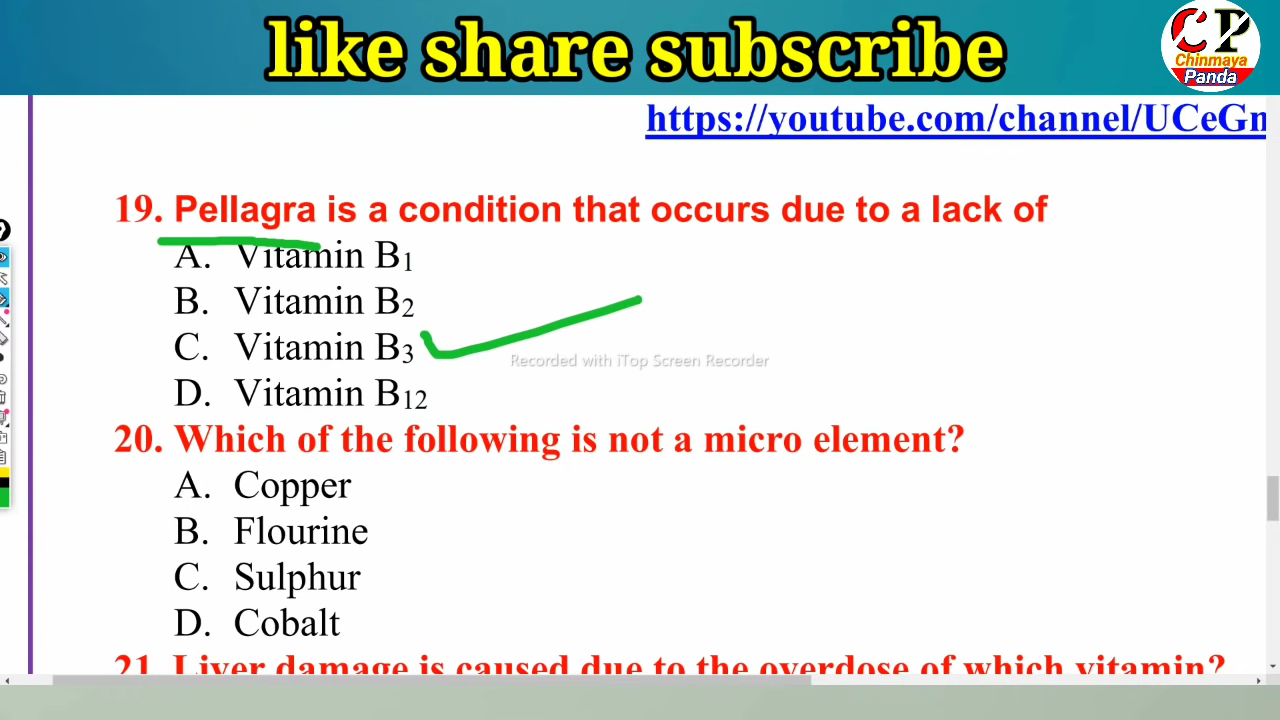 like share subscribe
CP
Chinmaya
Panda
https://youtube.com/channel/UCeGn
19. Pellagra is a condition that occurs due to a lack of
A. Vitamin B1
B. Vitamin B2
C. Vitamin B3
Recorded with iTop Screen Recorder
D. Vitamin B12
20. Which of the following is not a micro element?
A. Copper
B. Flourine
C. Sulphur
D. Cobalt
21. Liver damage is caused due to the overdose of which vitamin?